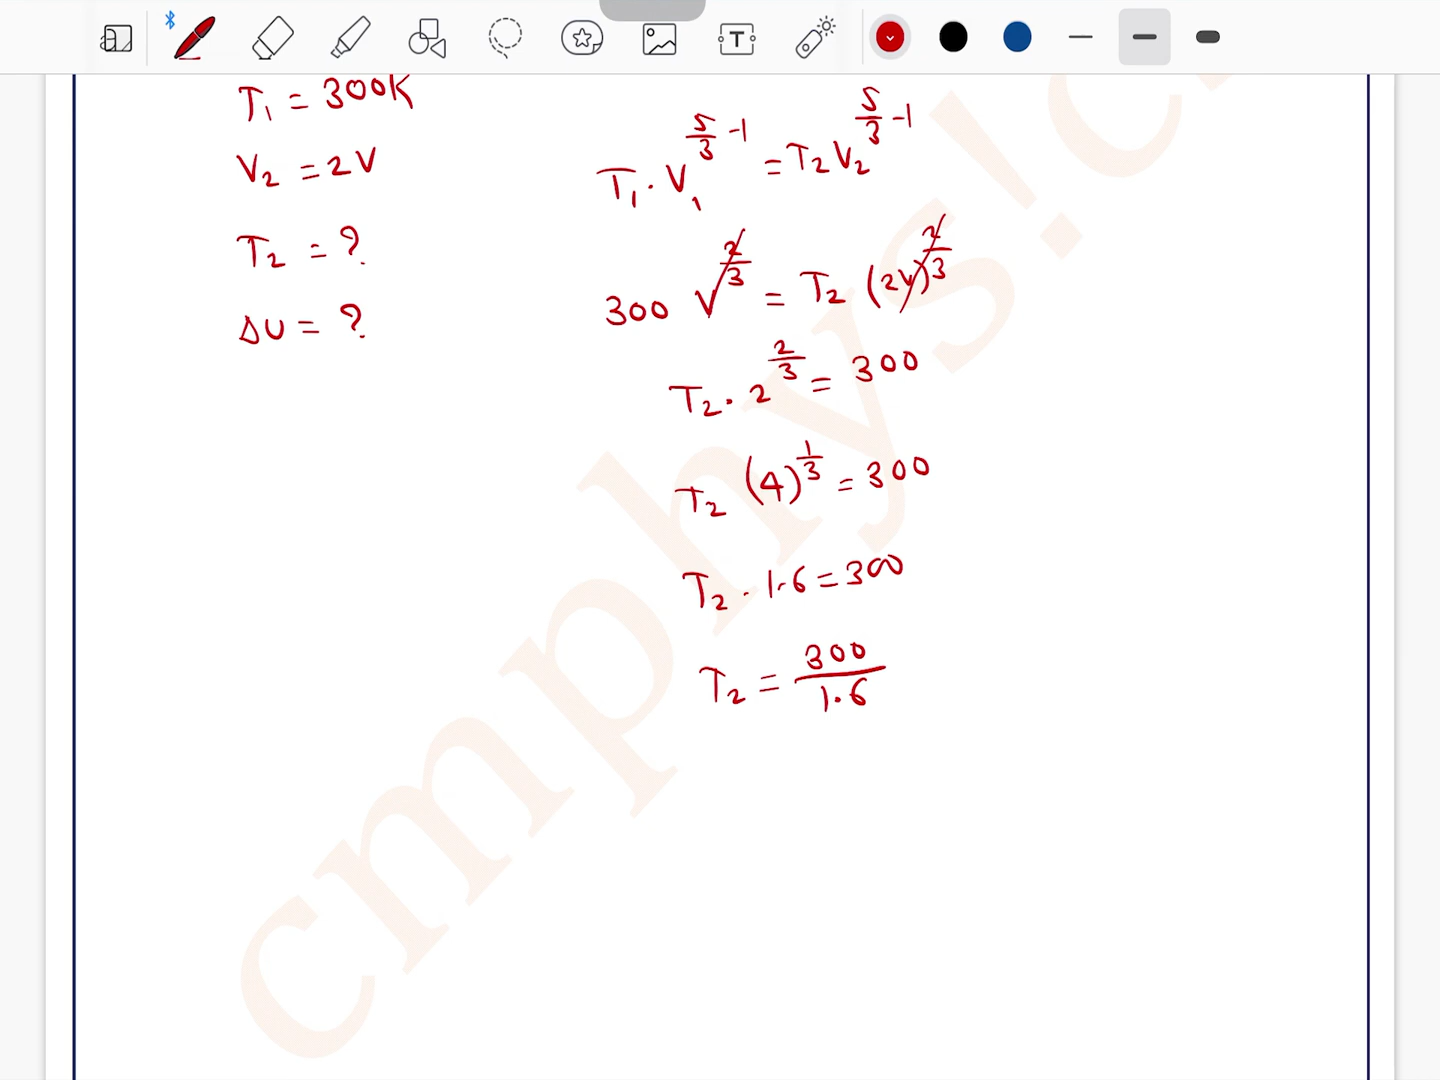 T₁ = 300K
V₂ = 2V
T₂ = ?
ΔU = ?
T₁ · V₁^(5/3 - 1) = T₂ V₂^(5/3 - 1)
300 V^(2/3) = T₂ (2V)^(2/3)
T₂ · 2^(2/3) = 300
T₂ (4)^(1/3) = 300
T₂ · 1.6 = 300
T₂ = 300/1.6
cmphys!c
T